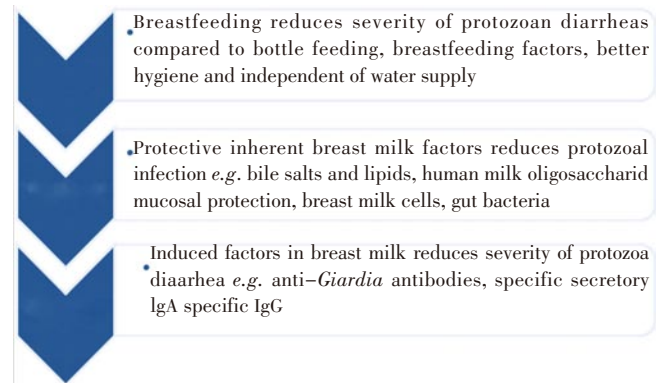 Breastfeeding reduces severity of protozoan diarrheas
compared to bottle feeding, breastfeeding factors, better
hygiene and independent of water supply
Protective inherent breast milk factors reduces protozoal
infection e.g. bile salts and lipids, human milk oligosaccharid
mucosal protection, breast milk cells, gut bacteria
Induced factors in breast milk reduces severity of protozoa
diaarhea e.g. anti-Giardia antibodies, specific secretory
lgA specific IgG